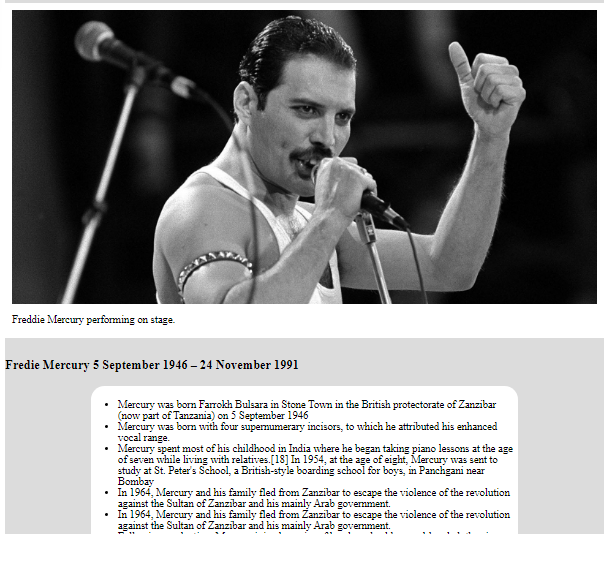 Freddie Mercury performing on stage.
Fredie Mercury 5 September 1946 – 24 November 1991
Mercury was born Farrokh Bulsara in Stone Town in the British protectorate of Zanzibar
(now part of Tanzania) on 5 September 1946
Mercury was born with four supernumerary incisors, to which he attributed his enhanced
vocal range.
Mercury spent most of his childhood in India where he began taking piano lessons at the age
of seven while living with relatives.[18] In 1954, at the age of eight, Mercury was sent to
study at St. Peter's School, a British-style boarding school for boys, in Panchgani near
Bombay
In 1964, Mercury and his family fled from Zanzibar to escape the violence of the revolution
against the Sultan of Zanzibar and his mainly Arab government.
In 1964, Mercury and his family fled from Zanzibar to escape the violence of the revolution
against the Sultan of Zanzibar and his mainly Arab government.